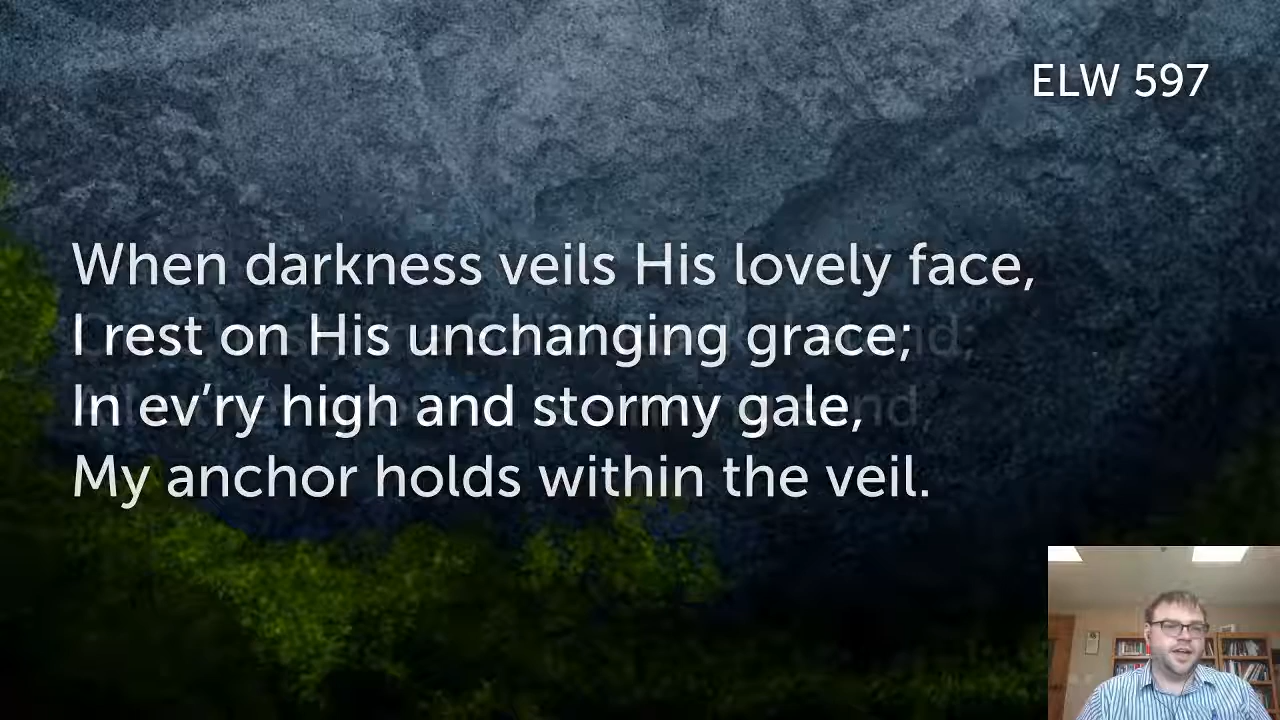 ELW 597
When darkness veils His lovely face,
I rest on His unchanging grace;
In ev’ry high and stormy gale,
My anchor holds within the veil.